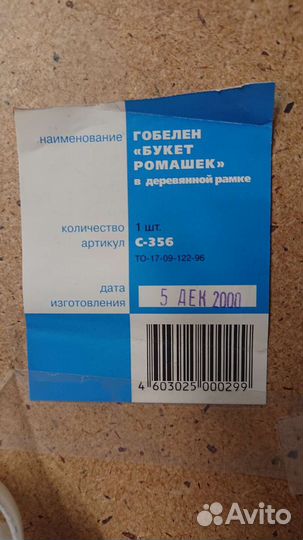 наименование ГОБЕЛЕН
«БУКЕТ
РОМАШЕК»
в деревянной рамке
количество 1 шт.
артикул С-356
ТО-17-09-122-96
дата
изготовления 5 ДЕК 2000
4 603025 000299
Avito